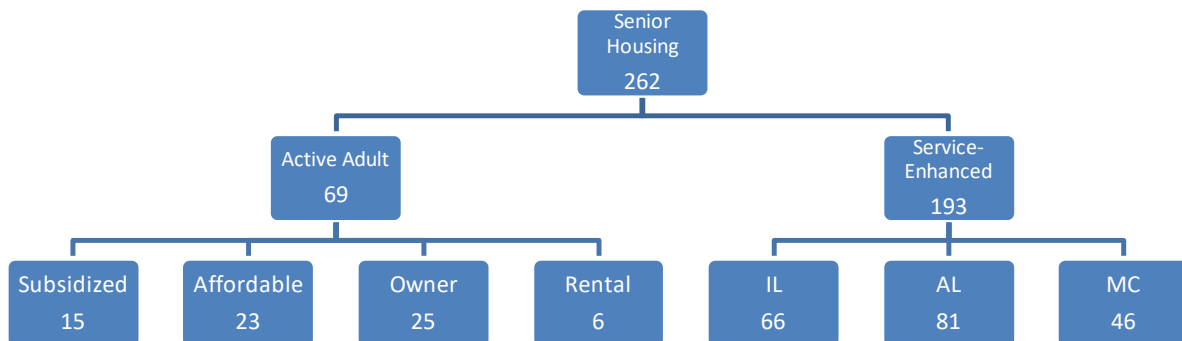 Senior
Housing
262
Active Adult
69
Service-
Enhanced
193
Subsidized
15
Affordable
23
Owner
25
Rental
6
IL
66
AL
81
MC
46